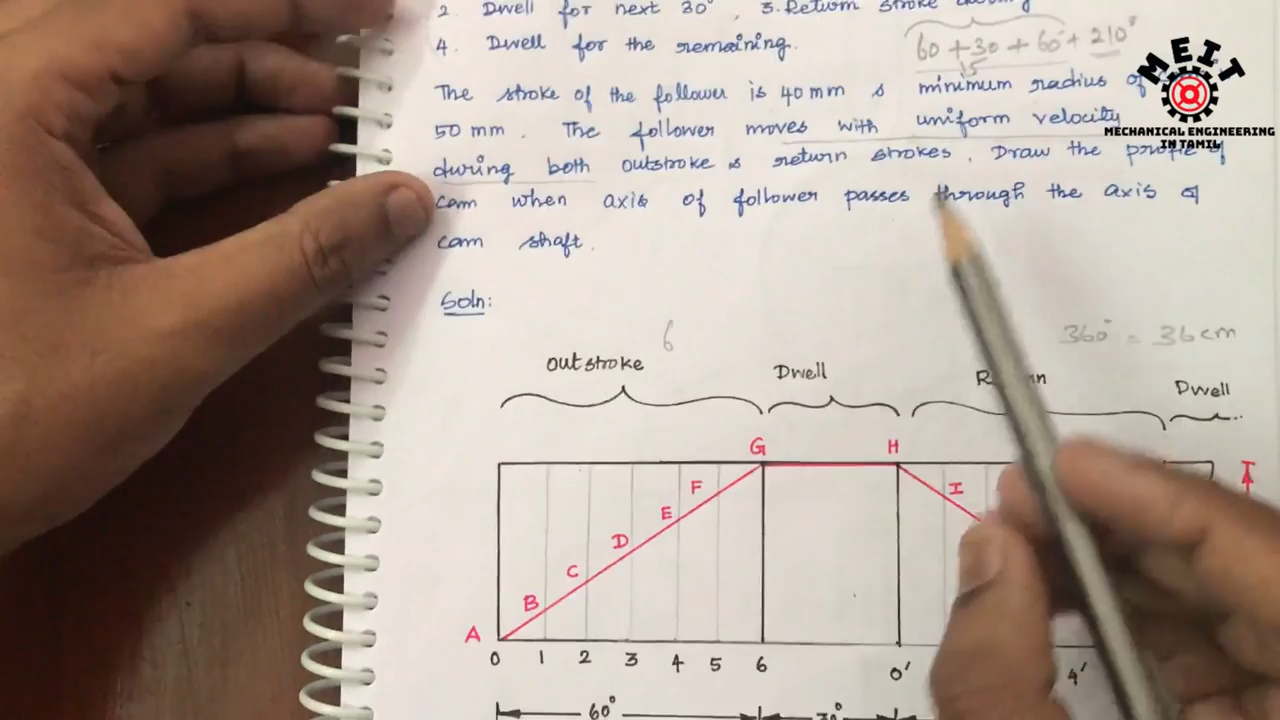 2. Dwell for next 30°, 3. Return stroke during
4. Dwell for the remaining.
60 + 30 + 60° + 210°
15
The stroke of the follower is 40 mm & minimum radius of
50 mm. The follower moves with uniform velocity
during both outstroke & return strokes. Draw the profile of
cam when axis of follower passes through the axis of
cam shaft.
MEIT
MECHANICAL ENGINEERING
IN TAMIL
Soln:
6
360° = 36 cm
outstroke Dwell Dwell
G H
F I
E
D
C
B
A
0 1 2 3 4 5 6 0' 4'
60° 30°